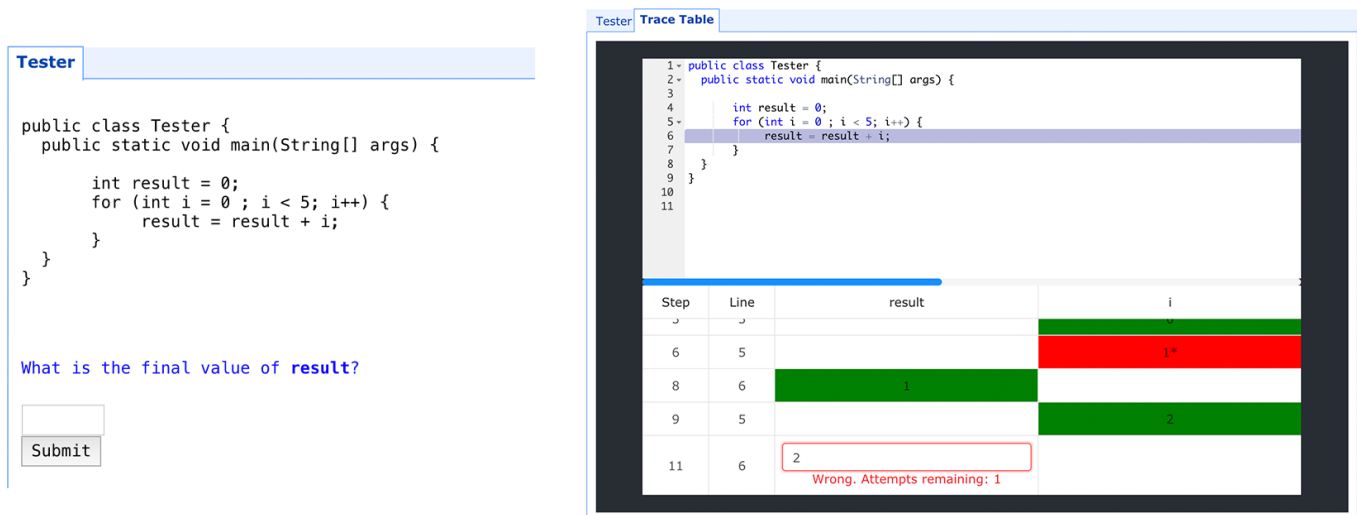 Tester
public class Tester {
public static void main(String[] args) {
int result = 0;
for (int i = 0 ; i < 5; i++) {
result = result + i;
}
}
}
What is the final value of result?
Submit
Tester Trace Table
1 public class Tester {
2 public static void main(String[] args) {
3
4 int result = 0;
5 for (int i = 0 ; i < 5; i++) {
6 result = result + i;
7 }
8 }
9 }
10
11
Step Line result i
6 5 1*
8 6 1
9 5 2
11 6 2
Wrong. Attempts remaining: 1